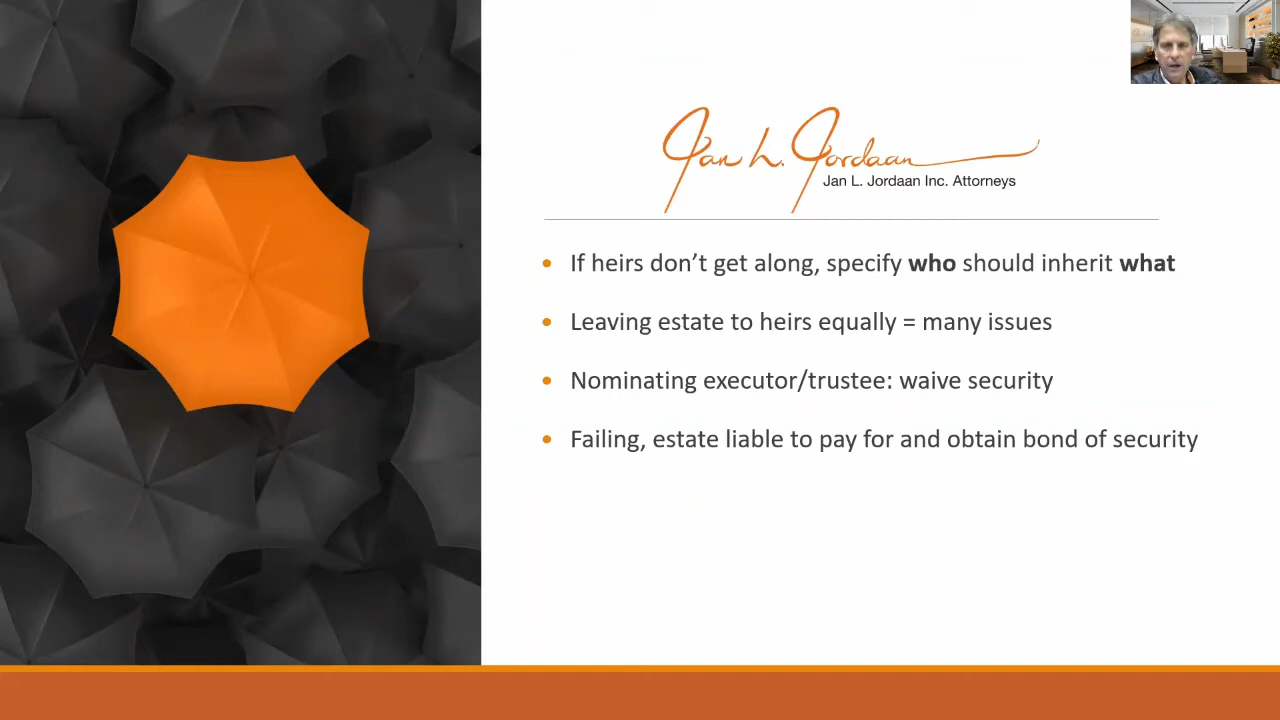 Jan L. Jordaan
Jan L. Jordaan Inc. Attorneys
• If heirs don’t get along, specify who should inherit what
• Leaving estate to heirs equally = many issues
• Nominating executor/trustee: waive security
• Failing, estate liable to pay for and obtain bond of security